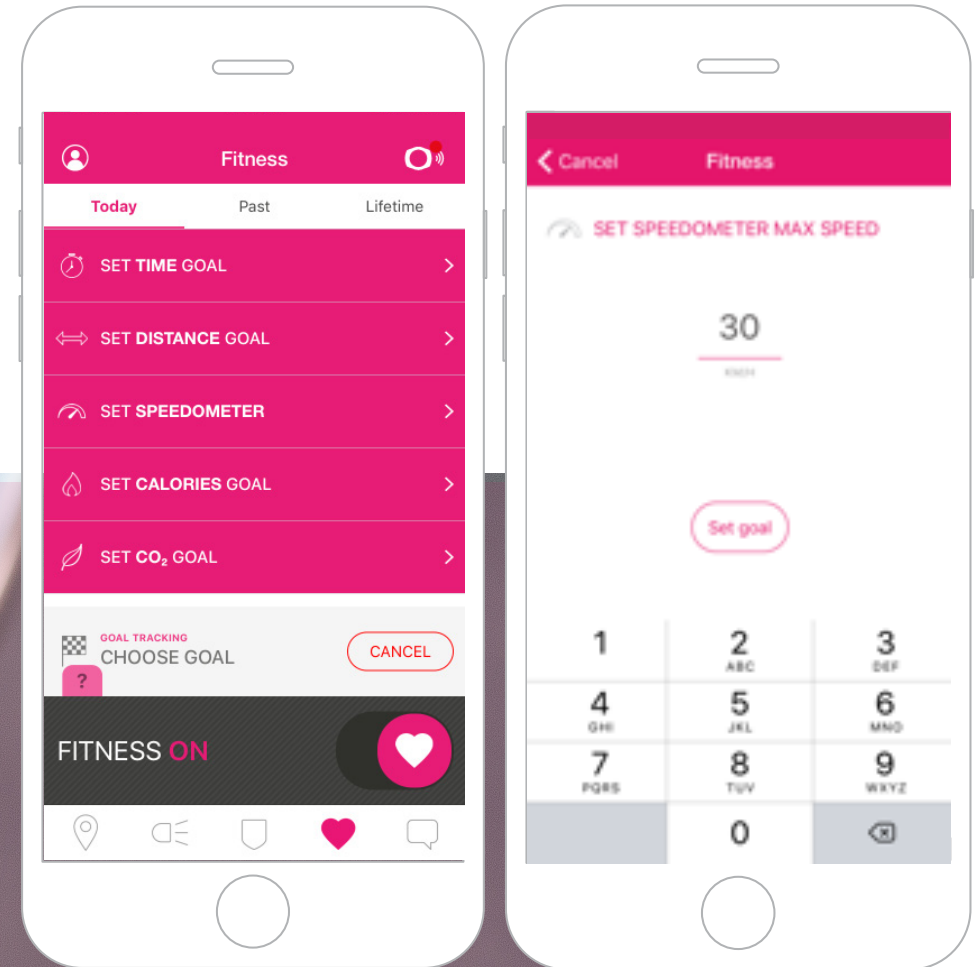 Fitness
Today Past Lifetime
SET TIME GOAL
SET DISTANCE GOAL
SET SPEEDOMETER
SET CALORIES GOAL
SET CO₂ GOAL
GOAL TRACKING
CHOOSE GOAL
CANCEL
?
FITNESS ON
Cancel Fitness
SET SPEEDOMETER MAX SPEED
30
Set goal
1 2 3
ABC DEF
4 5 6
GHI JKL MNO
7 8 9
PQRS TUV WXYZ
0